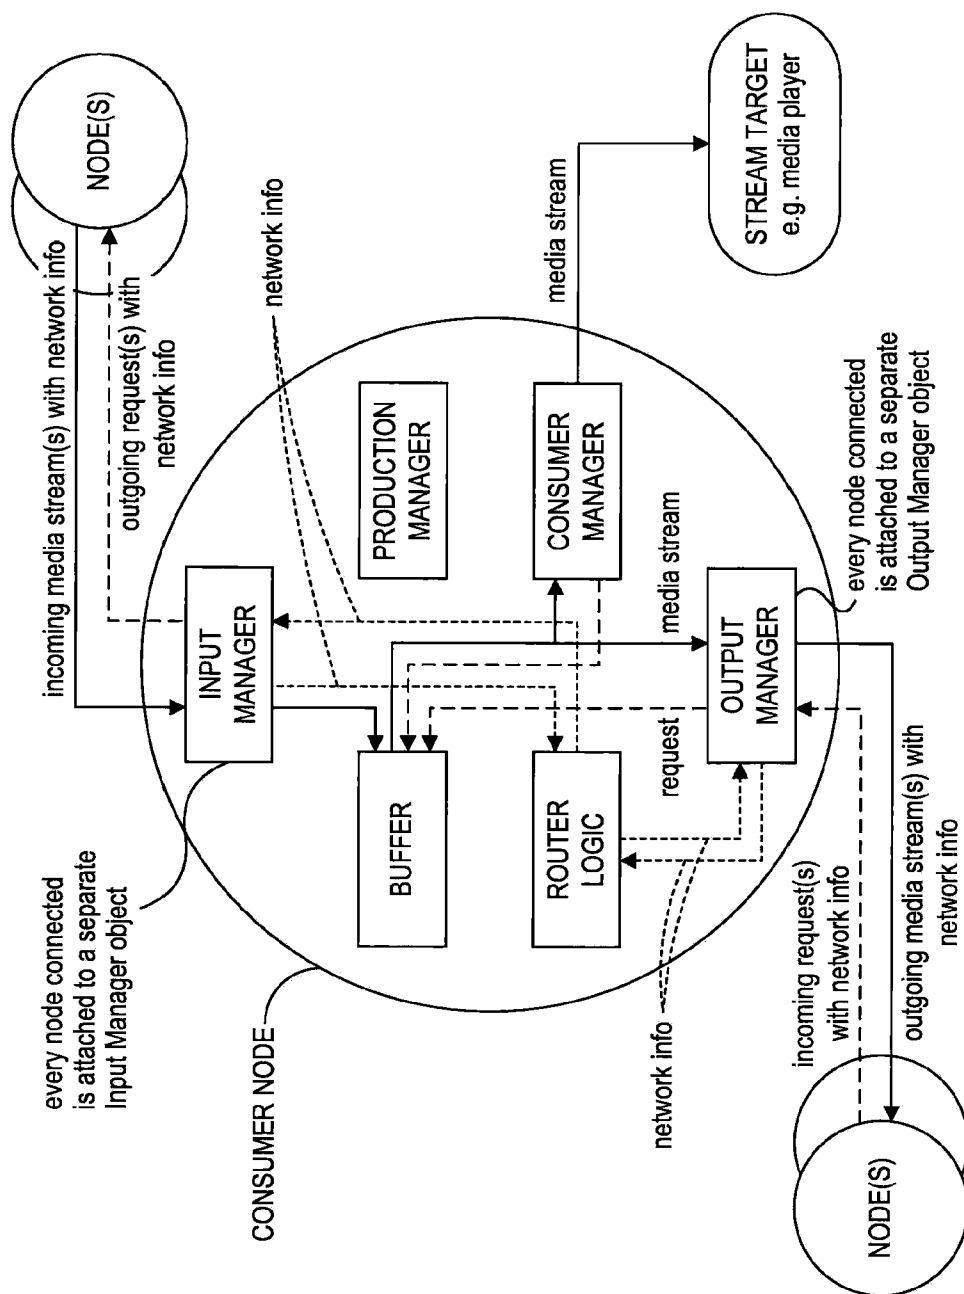 every node connected
is attached to a separate
Input Manager object
incoming media stream(s) with network info
NODE(S)
outgoing request(s) with
network info
CONSUMER NODE
INPUT
MANAGER
network info
BUFFER
PRODUCTION
MANAGER
ROUTER
LOGIC
CONSUMER
MANAGER
media stream
request
media stream
network info
OUTPUT
MANAGER
STREAM TARGET
e.g. media player
incoming request(s)
with network info
every node connected
is attached to a separate
Output Manager object
NODE(S)
outgoing media stream(s) with
network info